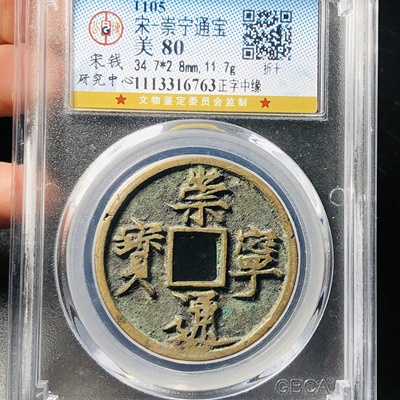 1105
宋-崇宁通宝
美 80
宋钱
34.7*2.8mm,11.7g
折十
研究中心
1113316763
正字中缘
★ 文物鉴定委员会监制 ★
崇
寧
通
寶
GBCA